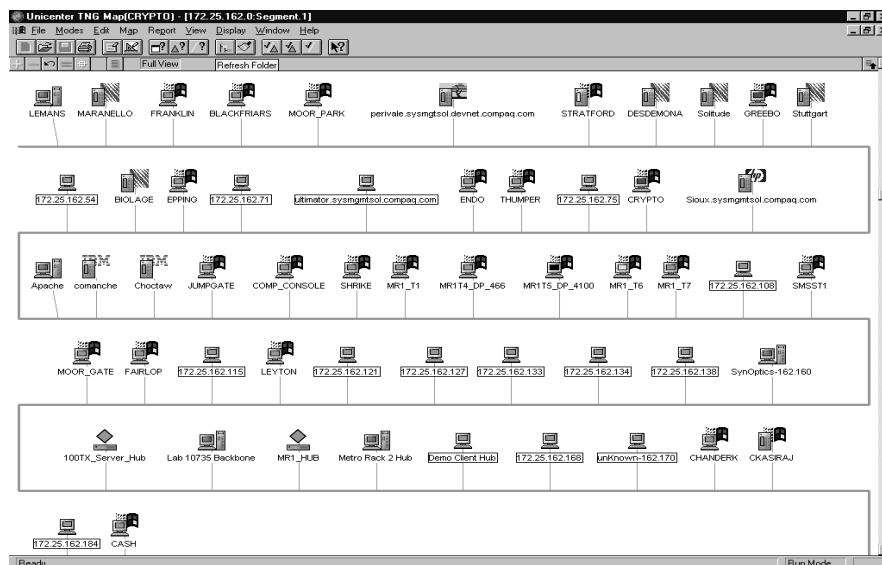 Unicenter TNG Map(CRYPTO) - [172.25.162.0:Segment.1]
File Modes Edit Map Report View Display Window Help
Full View Refresh Folder
LEMANS MARANELLO FRANKLIN BLACKFRIARS MOOR_PARK perivale.sysmgtsol.devnet.compaq.com STRATFORD DESDEMONA Solitude GREEBO Stuttgart
172.25.162.54 BIOLAGE EPPING 172.25.162.71 ultimator.sysmgmtsol.compaq.com ENDO THUMPER 172.25.162.75 CRYPTO Sioux.sysmgmtsol.compaq.com
IBM IBM
Apache comanche Choctaw JUMPGATE COMP_CONSOLE SHRIKE MR1_T1 MR1T4_DP_466 MR1T5_DP_4100 MR1_T6 MR1_T7 172.25.162.108 SMSST1
MOOR_GATE FAIRLOP 172.25.162.115 LEYTON 172.25.162.121 172.25.162.127 172.25.162.133 172.25.162.134 172.25.162.138 SynOptics-162.160
100TX_Server_Hub Lab 10735 Backbone MR1_HUB Metro Rack 2 Hub Demo Client Hub 172.25.162.168 unKnown-162.170 CHANDERK CKASIRAJ
172.25.162.184 CASH
Ready Run Mode